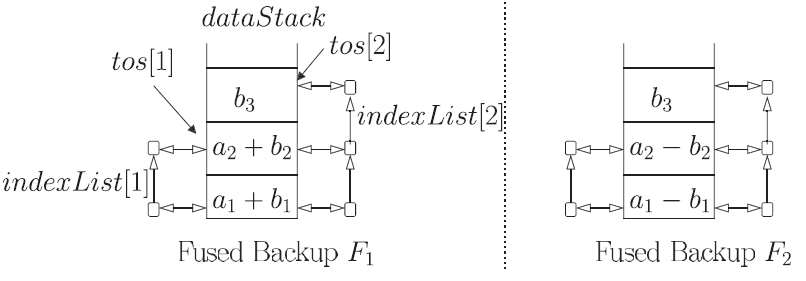 dataStack
tos[1]
tos[2]
b3
indexList[2]
a2 + b2
indexList[1]
a1 + b1
Fused Backup F1
b3
a2 − b2
a1 − b1
Fused Backup F2